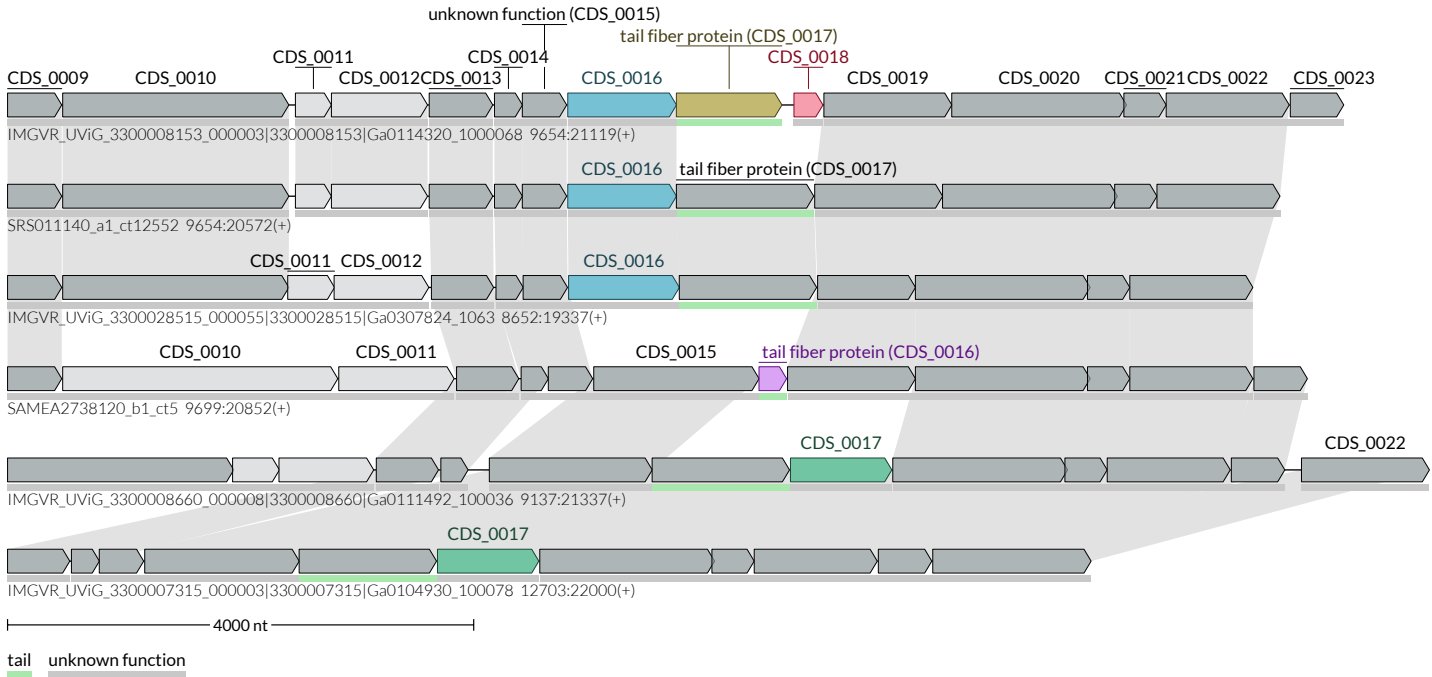 unknown function (CDS_0015)
tail fiber protein (CDS_0017)
CDS_0011 CDS_0014 CDS_0018
CDS_0009 CDS_0010 CDS_0012 CDS_0013 CDS_0016 CDS_0019 CDS_0020 CDS_0021 CDS_0022 CDS_0023
IMGVR_UViG_3300008153_000003|3300008153|Ga0114320_1000068 9654:21119(+)
CDS_0016 tail fiber protein (CDS_0017)
SRS011140_a1_ct12552 9654:20572(+)
CDS_0011 CDS_0012 CDS_0016
IMGVR_UViG_3300028515_000055|3300028515|Ga0307824_1063 8652:19337(+)
CDS_0010 CDS_0011 CDS_0015 tail fiber protein (CDS_0016)
SAMEA2738120_b1_ct5 9699:20852(+)
CDS_0017 CDS_0022
IMGVR_UViG_3300008660_000008|3300008660|Ga0111492_100036 9137:21337(+)
CDS_0017
IMGVR_UViG_3300007315_000003|3300007315|Ga0104930_100078 12703:22000(+)
4000 nt
tail unknown function